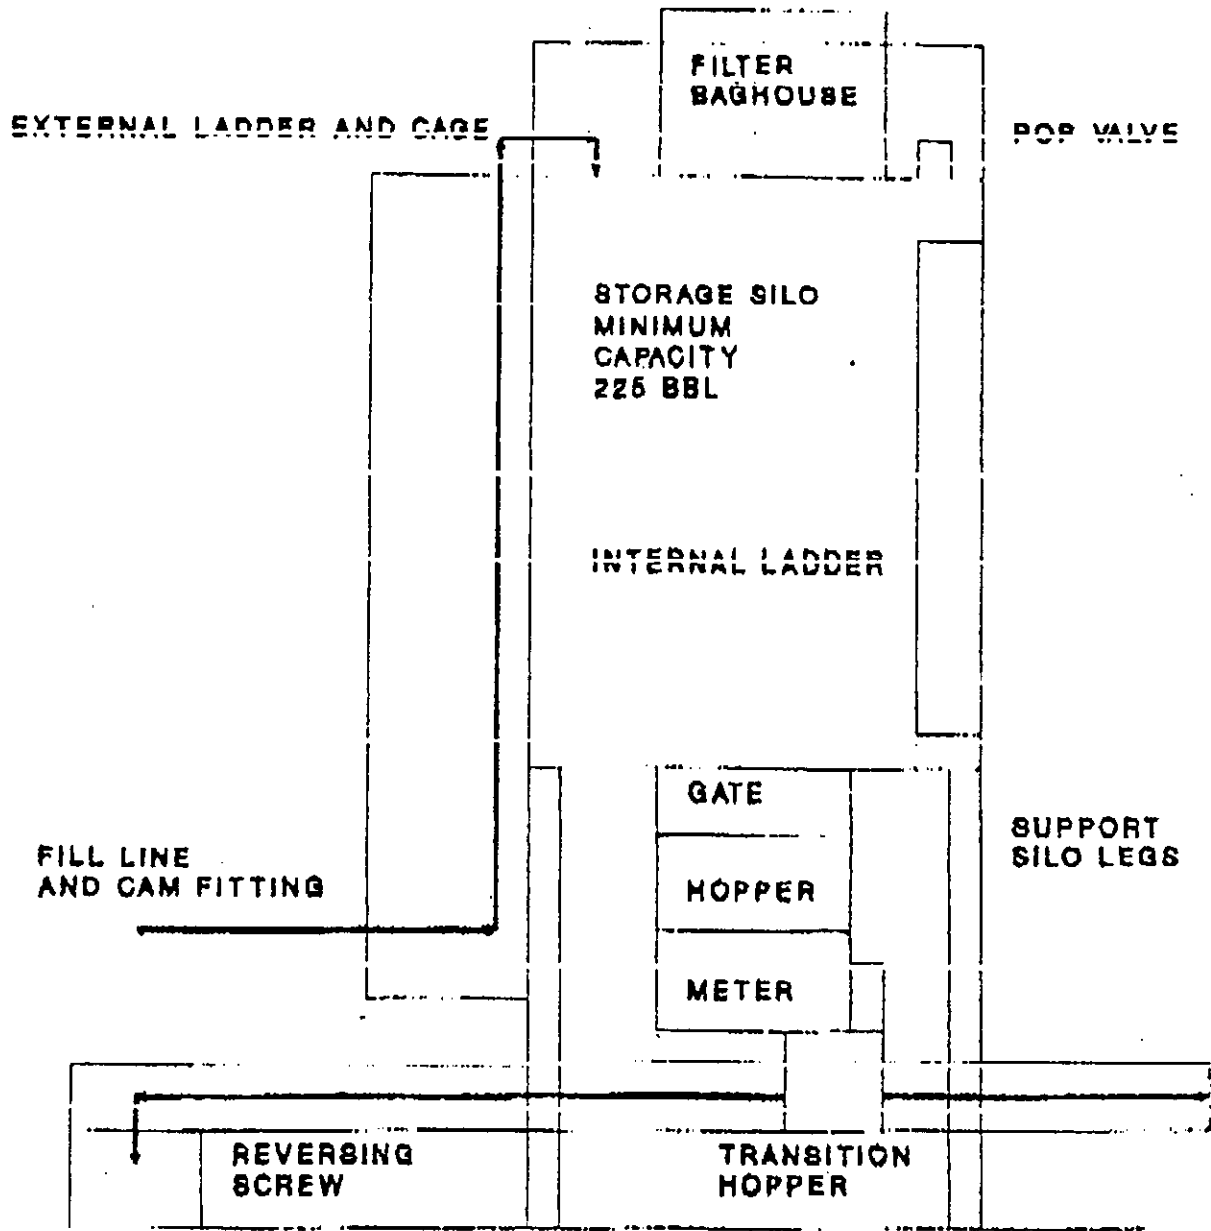 FILTER
BAGHOUSE
EXTERNAL LADDER AND CAGE
POP VALVE
STORAGE SILO
MINIMUM
CAPACITY
225 BBL
INTERNAL LADDER
GATE
SUPPORT
SILO LEGS
FILL LINE
AND CAM FITTING
HOPPER
METER
REVERSING
SCREW
TRANSITION
HOPPER